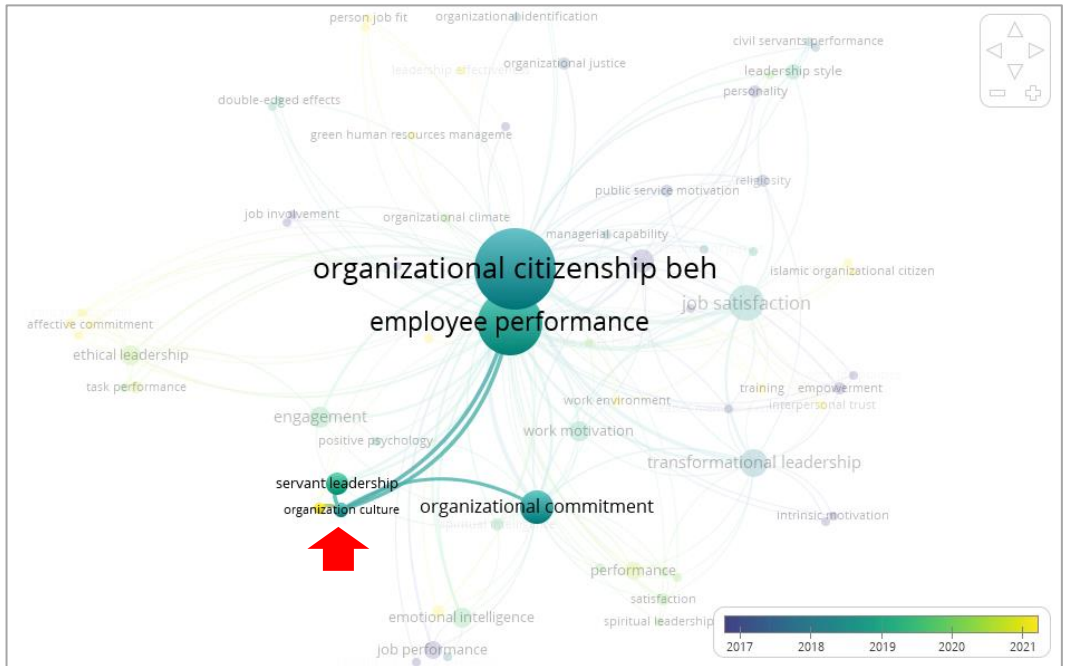 person job fit
organizational identification
civil servants performance
leadership effectiveness
organizational justice
leadership style
personality
double-edged effects
green human resources manageme
religiosity
public service motivation
job involvement
organizational climate
managerial capability
organizational citizenship beh
islamic organizational citizen
job satisfaction
employee performance
affective commitment
ethical leadership
task performance
training
empowerment
work environment
interpersonal trust
engagement
work motivation
positive psychology
transformational leadership
servant leadership
organization culture
organizational commitment
intrinsic motivation
performance
satisfaction
emotional intelligence
spiritual leadership
job performance
2017 2018 2019 2020 2021